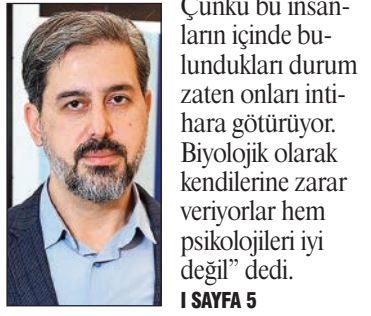 Çünkü bu insan-
ların içinde bu-
lundukları durum
zaten onları inti-
hara götürüyor.
Biyolojik olarak
kendilerine zarar
veriyorlar hem
psikolojileri iyi
değil” dedi.
I SAYFA 5